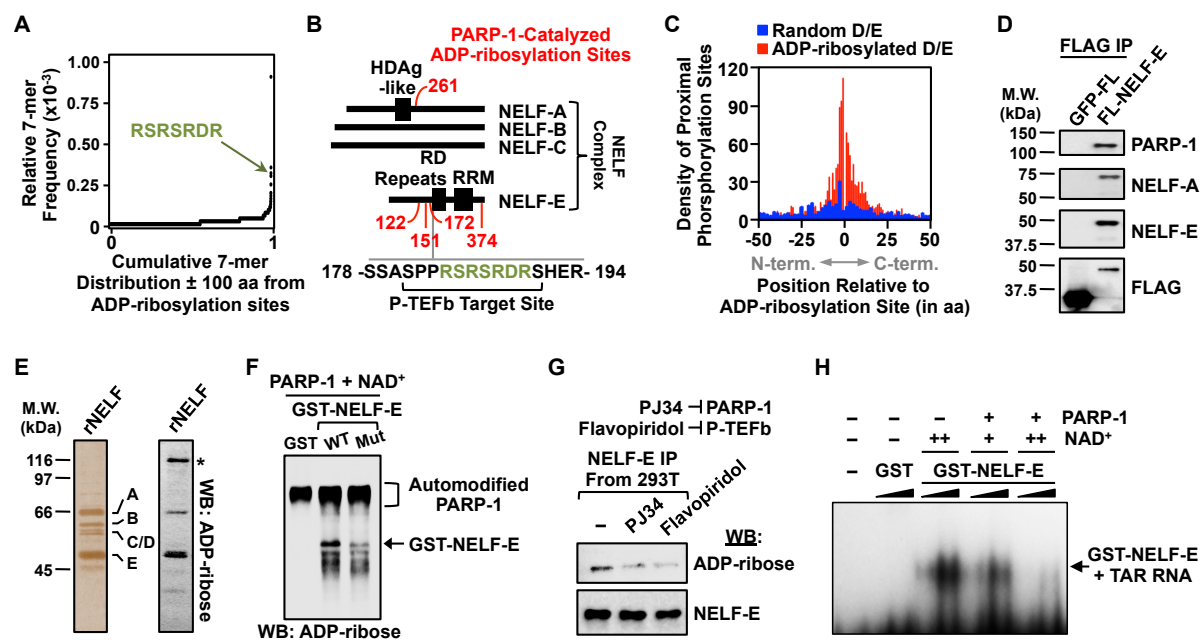 A
Relative 7-mer
Frequency (x10-3)
1.00
0.75
0.50
0.25
0
RSRSRDR
0
1
Cumulative 7-mer
Distribution ± 100 aa from
ADP-ribosylation sites
B
PARP-1-Catalyzed
ADP-ribosylation Sites
HDAg
-like
261
NELF-A
NELF-B
NELF-C
RD
Repeats RRM
NELF-E
NELF
Complex
122
151
172
374
178 -SSASPPRSRSRDRSHER- 194
P-TEFb Target Site
C
Random D/E
ADP-ribosylated D/E
Density of Proximal
Phorsphorylation Sites
120
90
60
30
0
-50 -25 0 25 50
N-term. C-term.
Position Relative to
ADP-ribosylation Site (in aa)
D
FLAG IP
GFP-FL
FL-NELF-E
M.W.
(kDa)
150
100
PARP-1
75
50
NELF-A
50
37.5
NELF-E
37.5
FLAG
E
M.W.
(kDa)
rNELF
rNELF
116
97
66
45
A
B
C/D
E
*
WB: ADP-ribose
F
PARP-1 + NAD+
GST-NELF-E
GST WT Mut
Automodified
PARP-1
GST-NELF-E
WB: ADP-ribose
G
PJ34 PARP-1
Flavopiridol P-TEFb
NELF-E IP
From 293T
– PJ34 Flavopiridol
WB:
ADP-ribose
NELF-E
H
– – – + + PARP-1
– – ++ + ++ NAD+
– GST GST-NELF-E
GST-NELF-E
+ TAR RNA